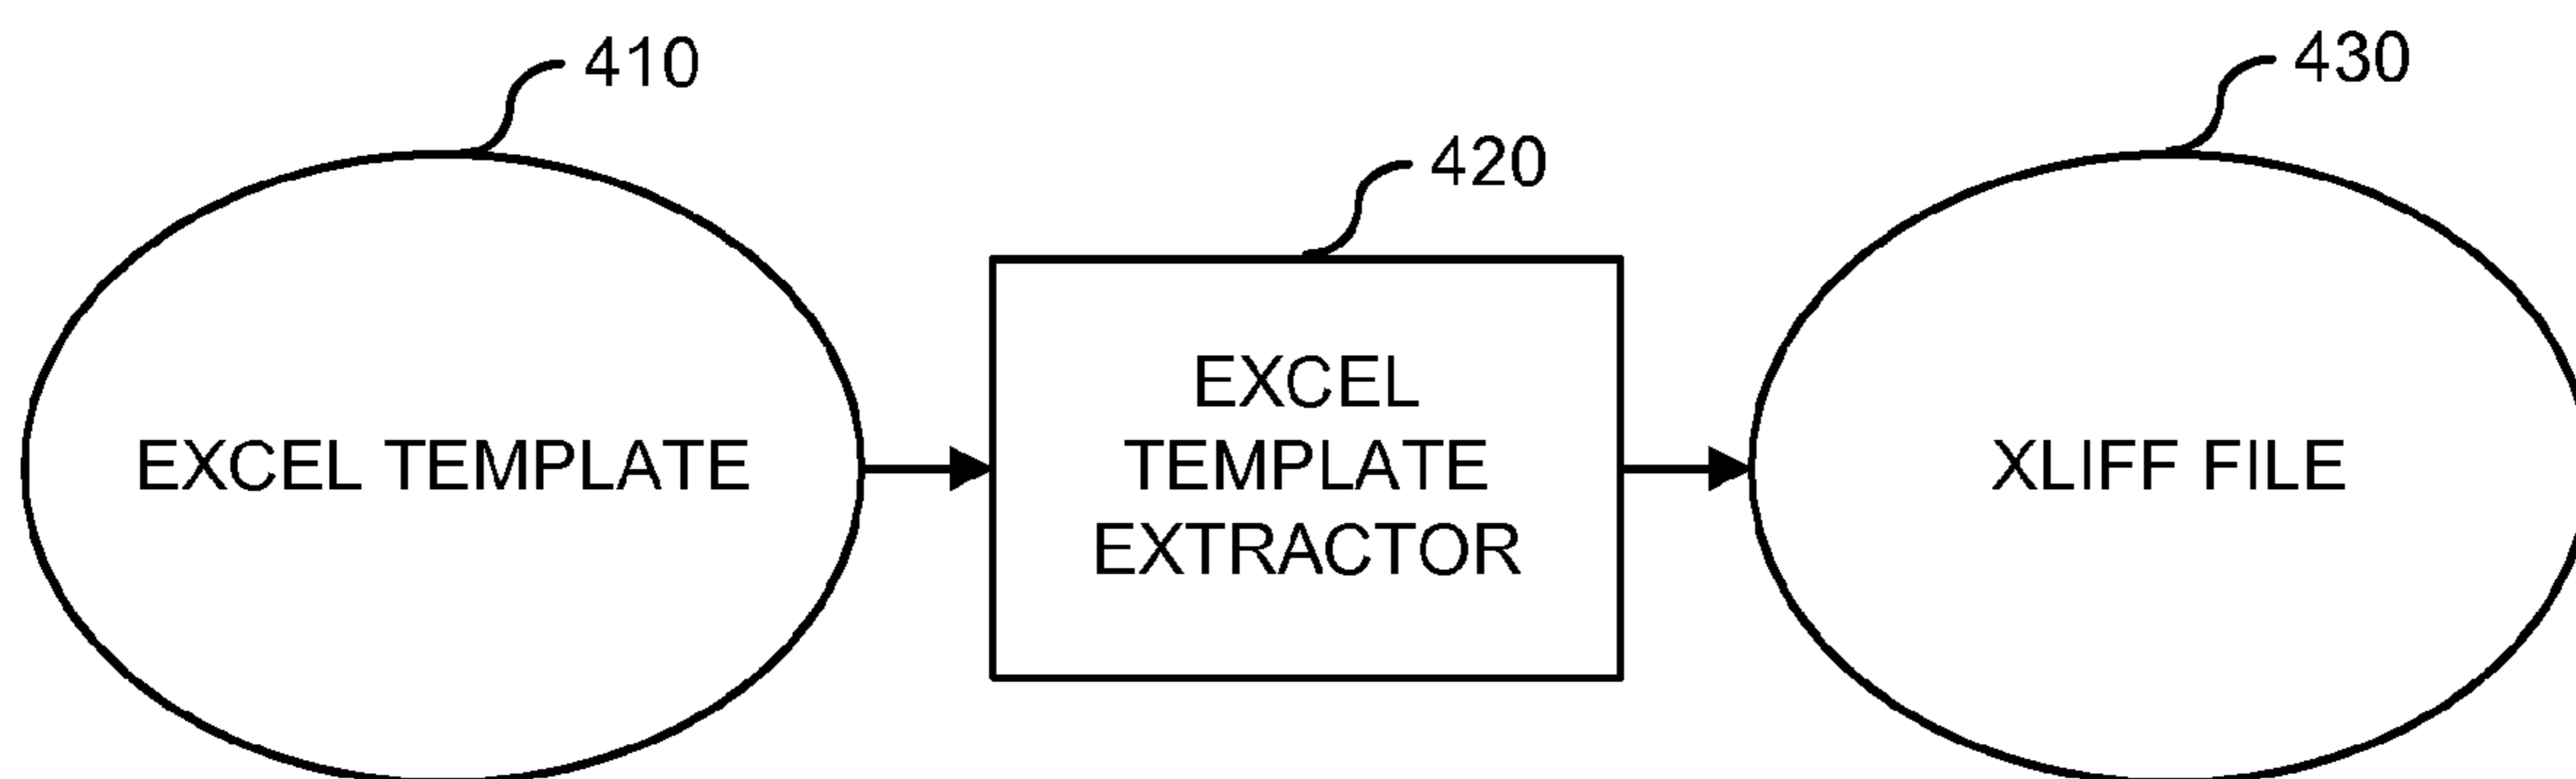 410
430
420
EXCEL TEMPLATE
EXCEL
TEMPLATE
EXTRACTOR
XLIFF FILE